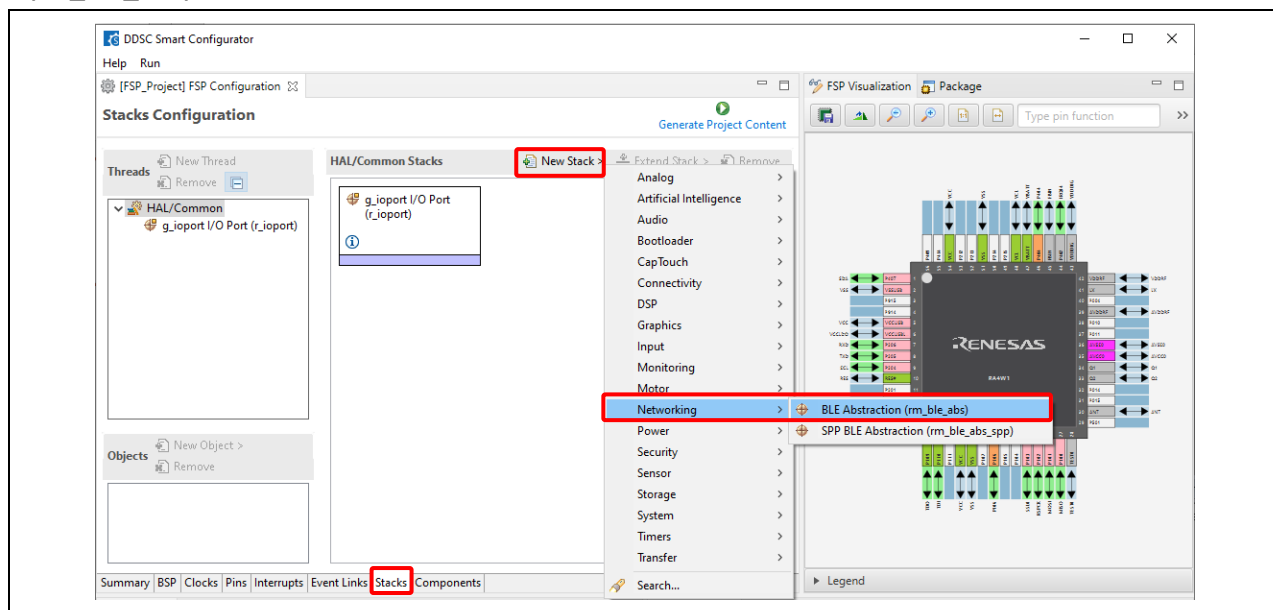 DDSC Smart Configurator
Help Run
[FSP_Project] FSP Configuration
Stacks Configuration
Generate Project Content
Threads
New Thread
Remove
HAL/Common
g_ioport I/O Port (r_ioport)
Objects
New Object >
Remove
HAL/Common Stacks
New Stack >
Extend Stack >
Remove
g_ioport I/O Port
(r_ioport)
Analog >
Artificial Intelligence >
Audio >
Bootloader >
CapTouch >
Connectivity >
DSP >
Graphics >
Input >
Monitoring >
Motor >
Networking >
Power >
Security >
Sensor >
Storage >
System >
Timers >
Transfer >
Search...
BLE Abstraction (rm_ble_abs)
SPP BLE Abstraction (rm_ble_abs_spp)
Summary BSP Clocks Pins Interrupts Event Links Stacks Components
FSP Visualization Package
Type pin function >>
RENESAS
RA4W1
Legend